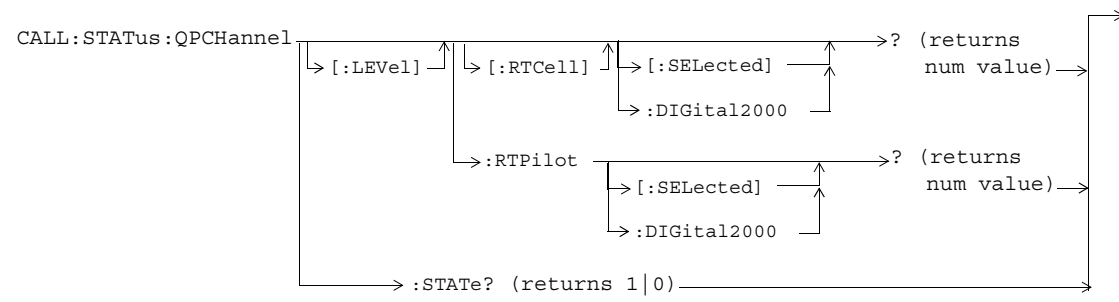 CALL:STATus:QPCHannel
[:LEVel]
[:RTCell]
[:SELected]
:DIGital2000
? (returns
num value)
:RTPilot
[:SELected]
:DIGital2000
? (returns
num value)
:STATe? (returns 1|0)